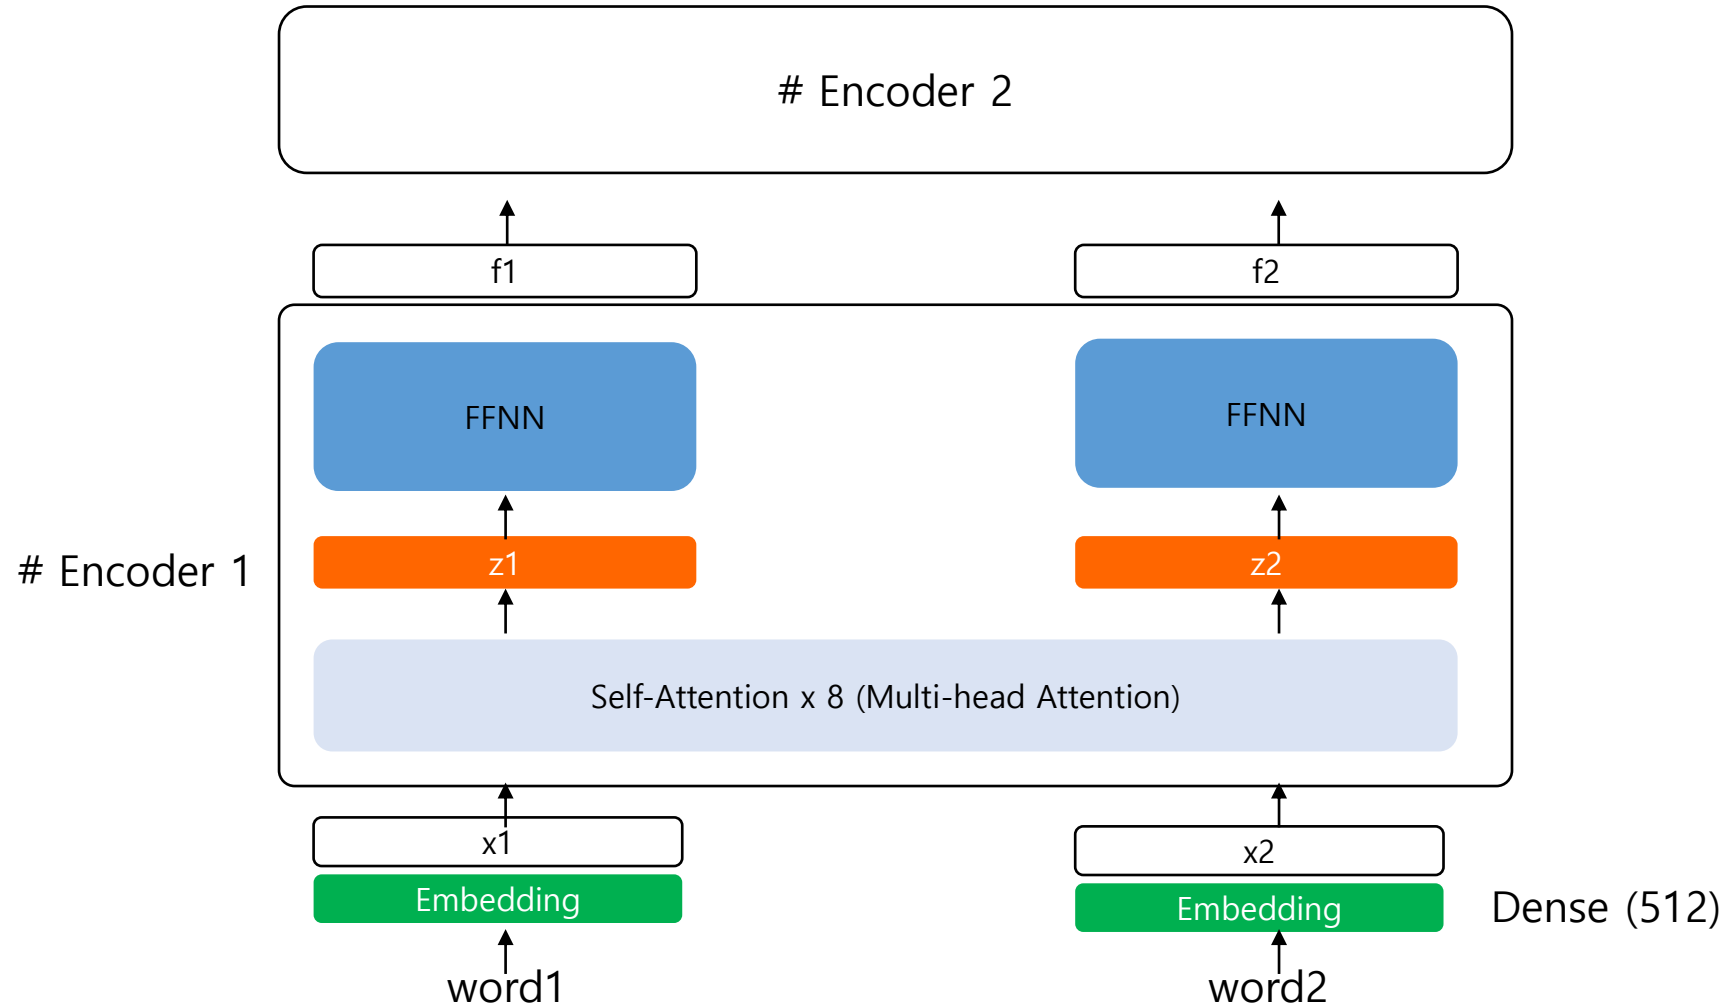 # Encoder 2
f1
f2
FFNN
FFNN
# Encoder 1
z1
z2
Self-Attention x 8 (Multi-head Attention)
x1
x2
Embedding
Embedding
Dense (512)
word1
word2